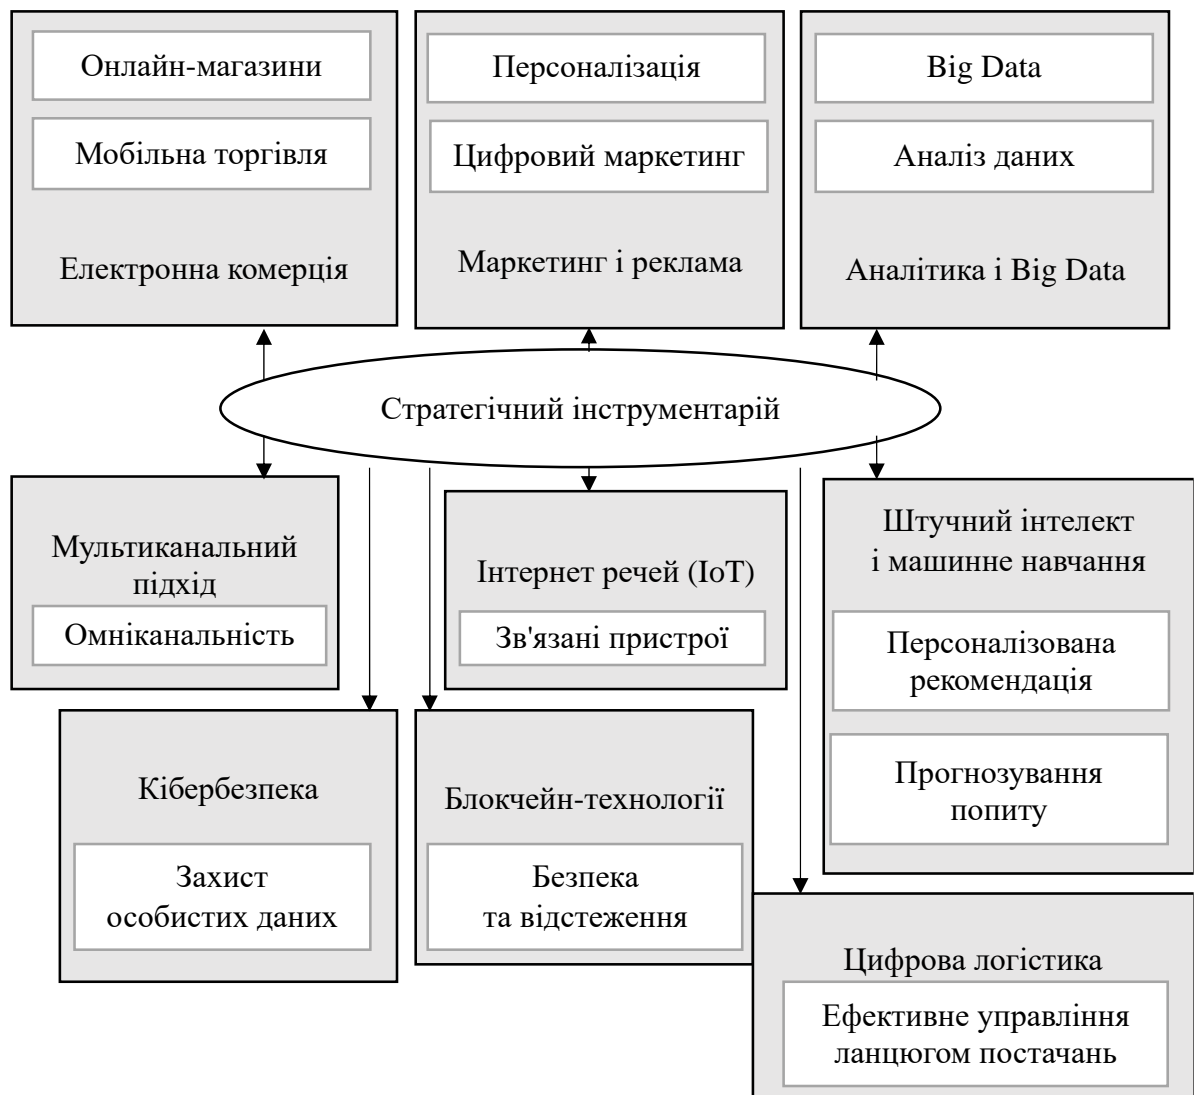 Онлайн-магазини
Мобільна торгівля
Електронна комерція
Персоналізація
Цифровий маркетинг
Маркетинг і реклама
Big Data
Аналіз даних
Аналітика і Big Data
Стратегічний інструментарій
Мультиканальний
підхід
Омніканальність
Інтернет речей (IoT)
Зв'язані пристрої
Штучний інтелект
і машинне навчання
Персоналізована
рекомендація
Прогнозування
попиту
Кібербезпека
Захист
особистих даних
Блокчейн-технології
Безпека
та відстеження
Цифрова логістика
Ефективне управління
ланцюгом постачань